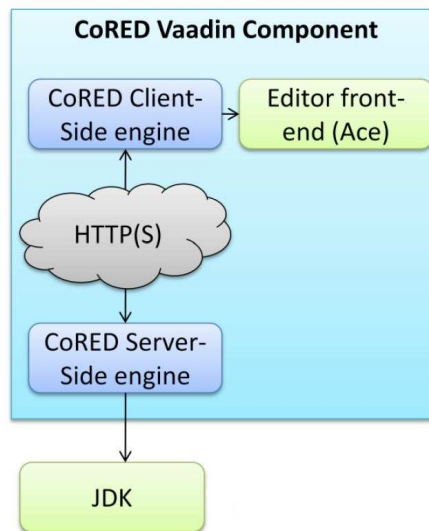 CoRED Vaadin Component
CoRED Client-
Side engine
Editor front-
end (Ace)
HTTP(S)
CoRED Server-
Side engine
JDK